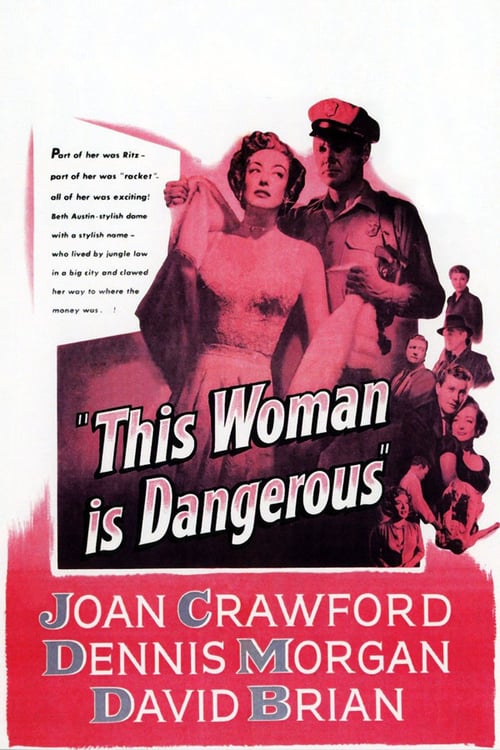 Part of her was Ritz -
part of her was "racket"-
all of her was exciting!
Beth Austin-stylish dame
with a stylish name -
who lived by jungle law
in a big city and clawed
her way to where the
money was . !
"This Woman
is Dangerous"
JOAN CRAWFORD
DENNIS MORGAN
DAVID BRIAN